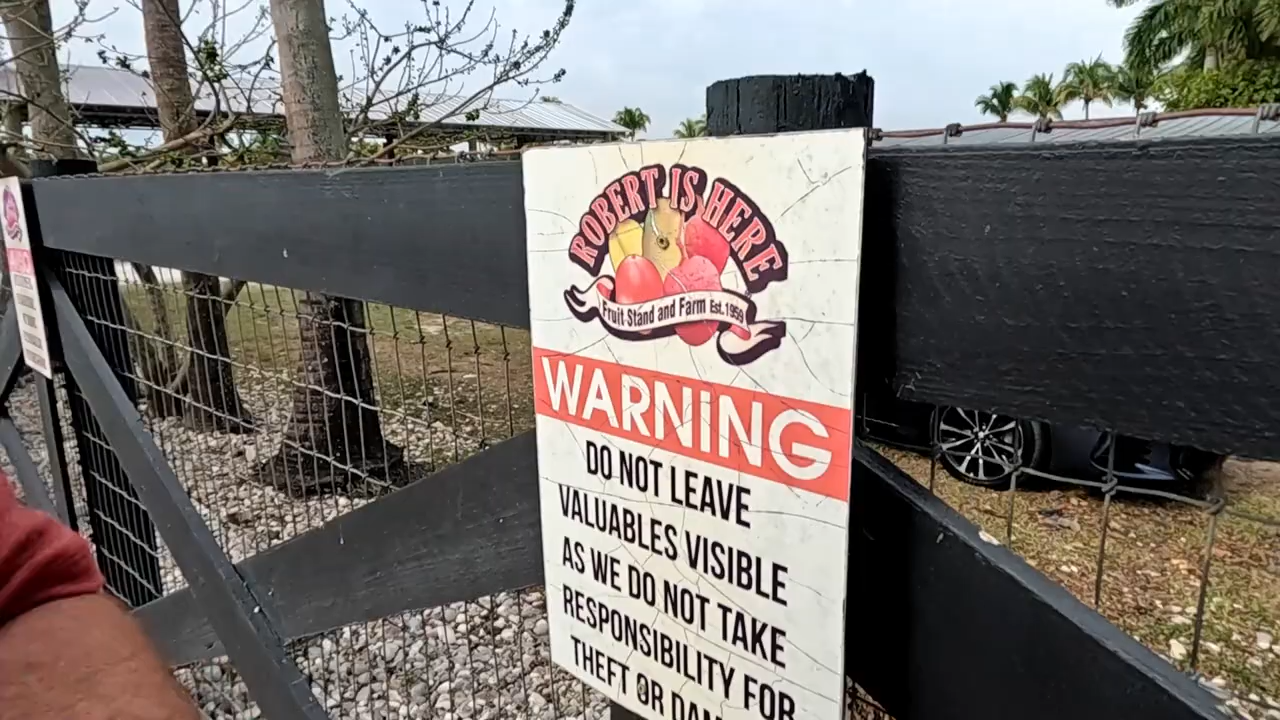 ROBERT IS HERE
Fruit Stand and Farm Est.1959
WARNiNG
DO NOT LEAVE
VALUABLES VISIBLE
AS WE DO NOT TAKE
RESPONSIBILITY FOR
THEFT OR